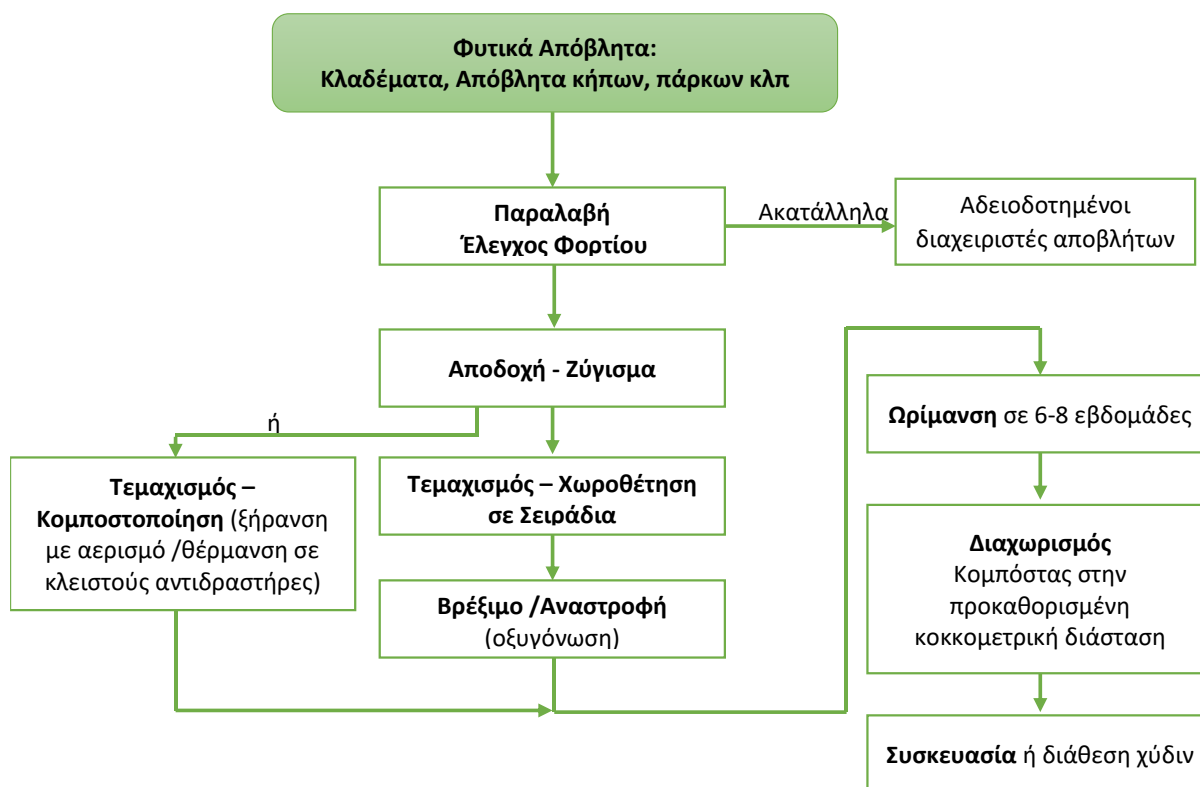 Φυτικά Απόβλητα:
Κλαδέματα, Απόβλητα κήπων, πάρκων κλπ
Παραλαβή
Έλεγχος Φορτίου
Ακατάλληλα
Αδειοδοτημένοι
διαχειριστές αποβλήτων
Αποδοχή - Ζύγισμα
ή
Τεμαχισμός –
Κομποστοποίηση (ξήρανση
με αερισμό /θέρμανση σε
κλειστούς αντιδραστήρες)
Τεμαχισμός – Χωροθέτηση
σε Σειράδια
Βρέξιμο /Αναστροφή
(οξυγόνωση)
Ωρίμανση σε 6-8 εβδομάδες
Διαχωρισμός
Κομπόστας στην
προκαθορισμένη
κοκκομετρική διάσταση
Συσκευασία ή διάθεση χύδιν